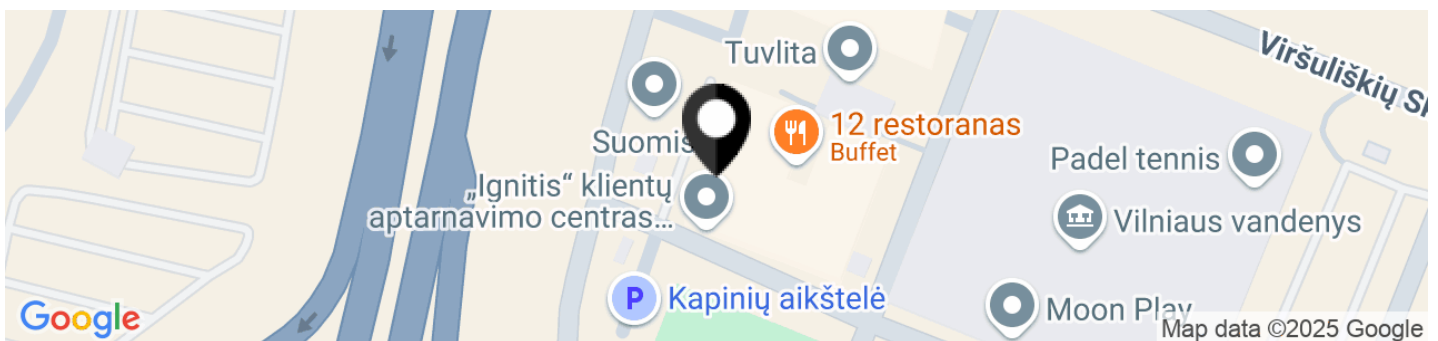 Tuvlita
Viršuliškių
12 restoranas
Buffet
Padel tennis
„Ignitis“ klientų
aptarnavimo centras...
Vilniaus vandenys
P
Kapinių aikštelė
Moon Play
Google
Map data ©2025 Google